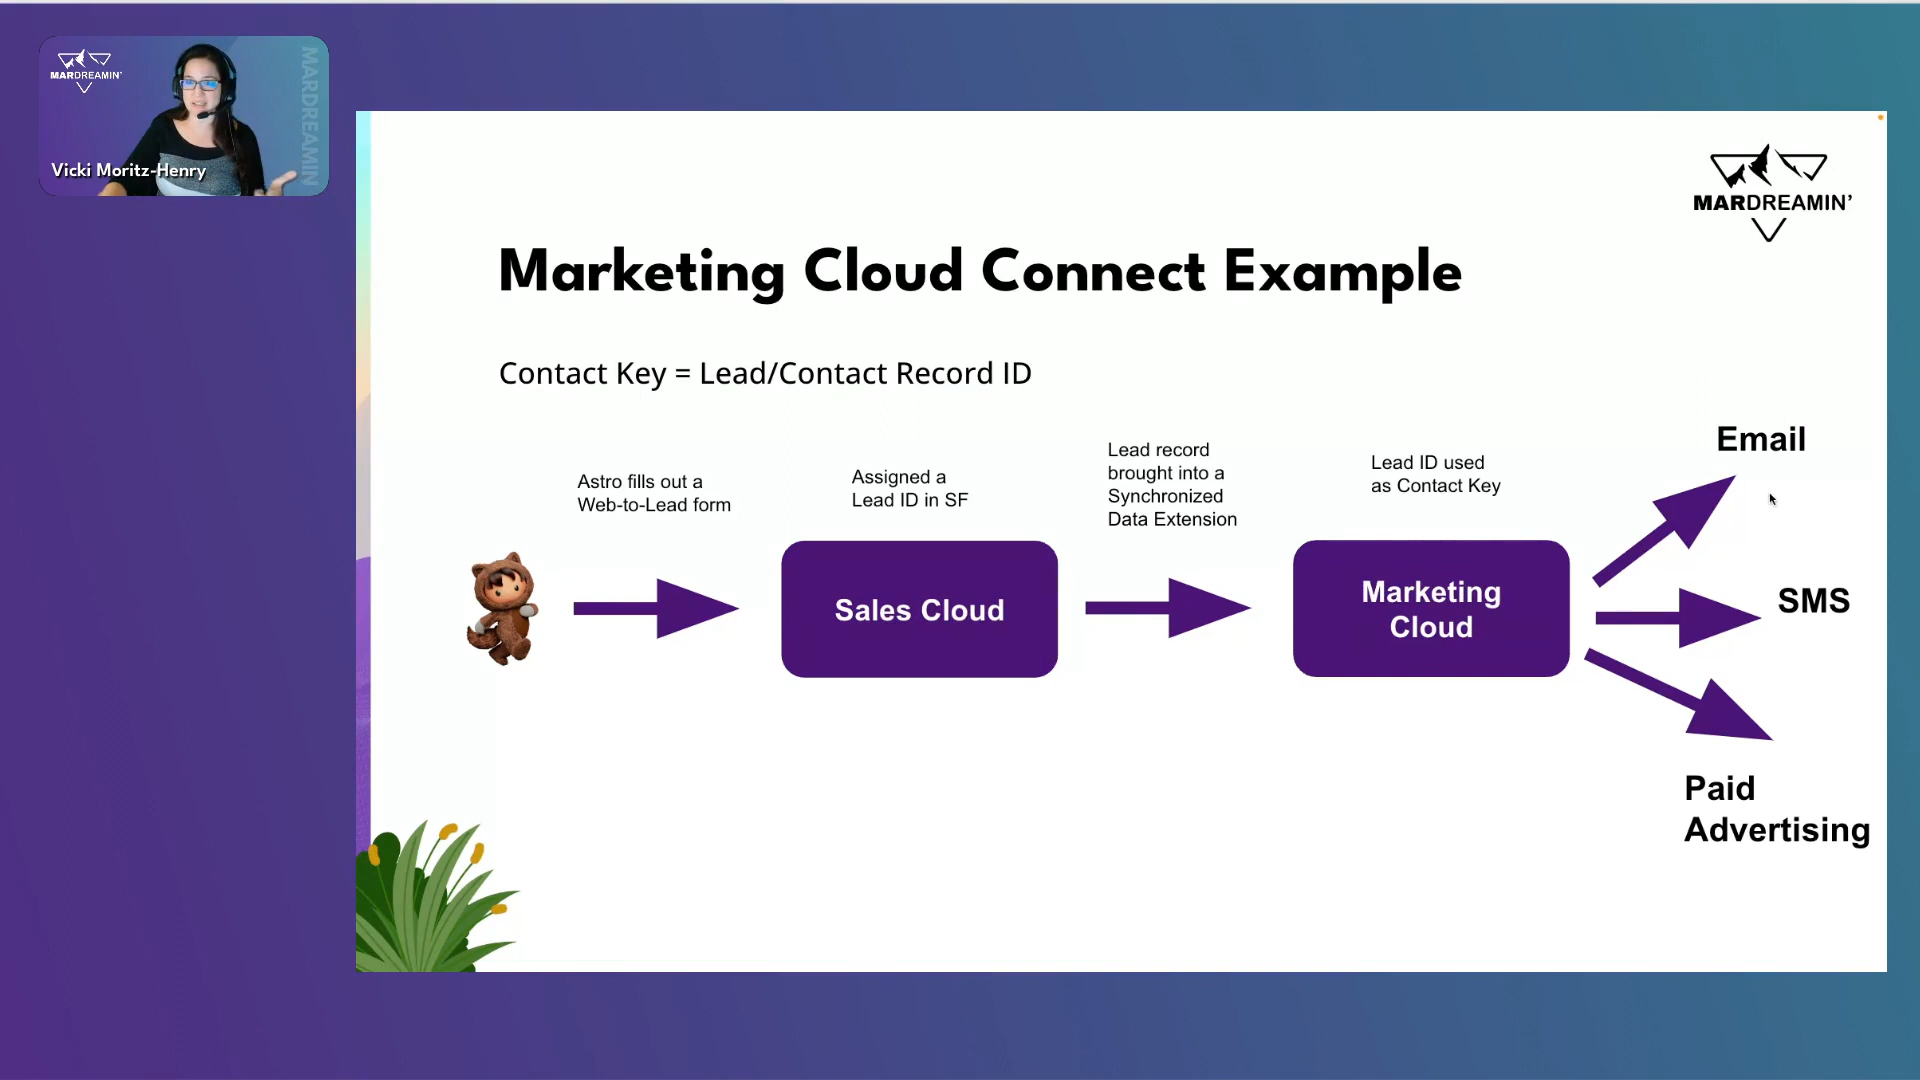 MARDREAMIN'
MARDREAMIN
Vicki Moritz-Henry
MARDREAMIN'
Marketing Cloud Connect Example
Contact Key = Lead/Contact Record ID
Astro fills out a
Web-to-Lead form
Assigned a
Lead ID in SF
Lead record
brought into a
Synchronized
Data Extension
Lead ID used
as Contact Key
Sales Cloud
Marketing
Cloud
Email
SMS
Paid
Advertising